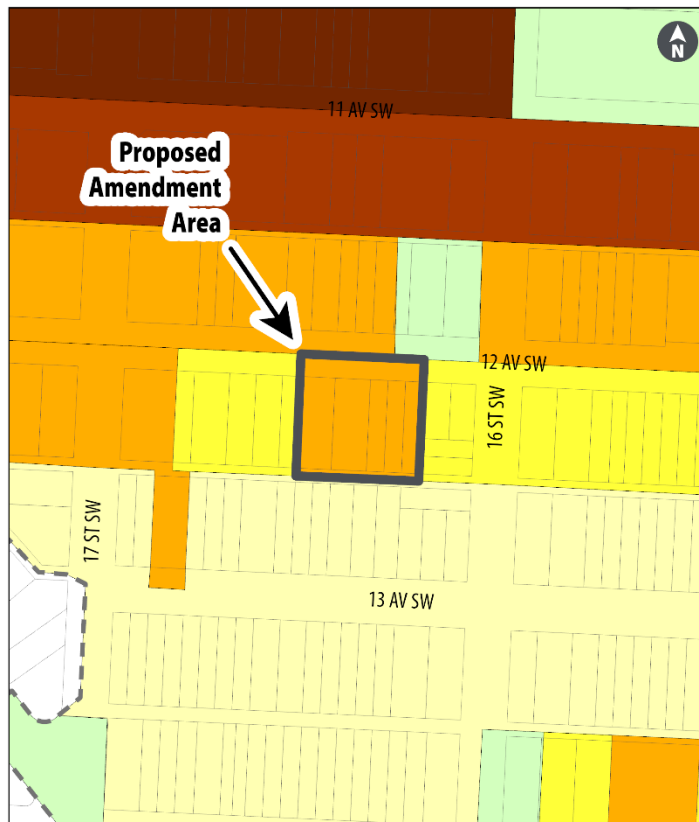 N
11 AV SW
Proposed
Amendment
Area
12 AV SW
16 ST SW
17 ST SW
13 AV SW